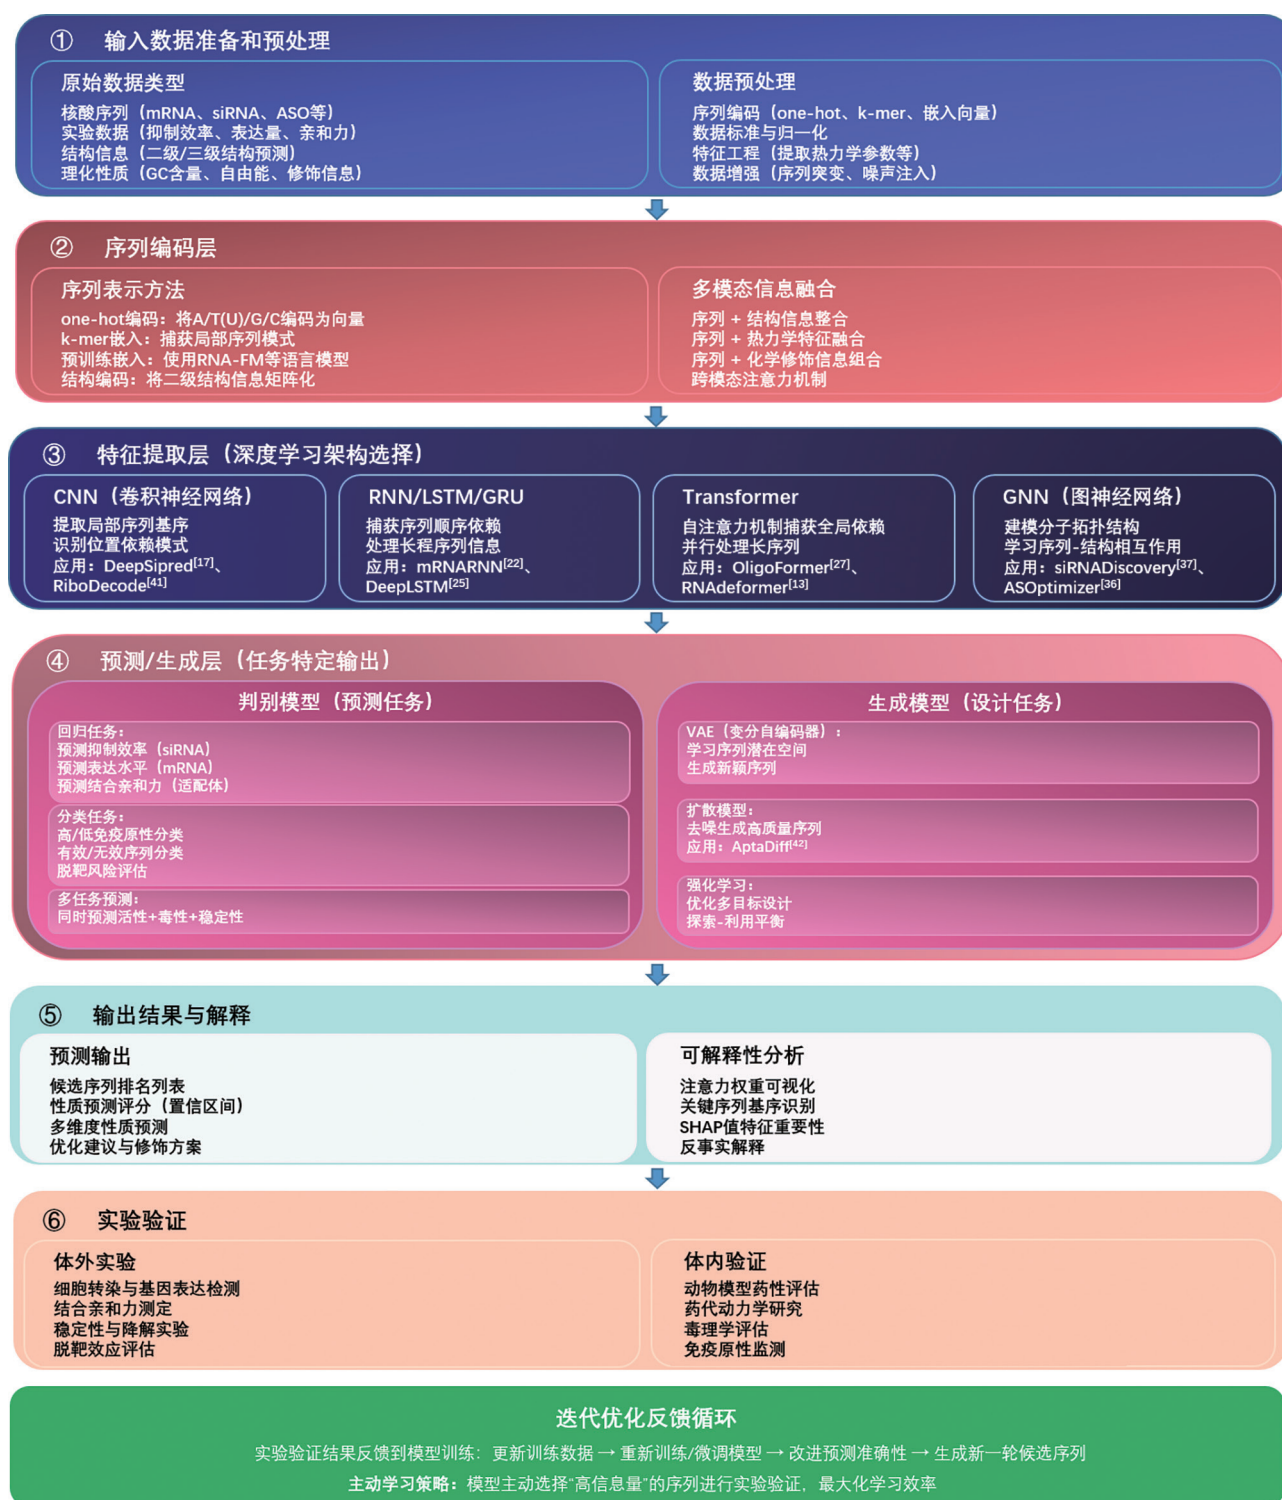 ① 输入数据准备和预处理
原始数据类型
核酸序列（mRNA、siRNA、ASO等）
实验数据（抑制效率、表达量、亲和力）
结构信息（二级/三级结构预测）
理化性质（GC含量、自由能、修饰信息）
数据预处理
序列编码（one-hot、k-mer、嵌入向量）
数据标准与归一化
特征工程（提取热力学参数等）
数据增强（序列突变、噪声注入）
② 序列编码层
序列表示方法
one-hot编码：将A/T(U)/G/C编码为向量
k-mer嵌入：捕获局部序列模式
预训练嵌入：使用RNA-FM等语言模型
结构编码：将二级结构信息矩阵化
多模态信息融合
序列 + 结构信息整合
序列 + 热力学特征融合
序列 + 化学修饰信息组合
跨模态注意力机制
③ 特征提取层（深度学习架构选择）
CNN（卷积神经网络）
提取局部序列基序
识别位置依赖模式
应用：DeepSipred[17]、
RiboDecode[41]
RNN/LSTM/GRU
捕获序列顺序依赖
处理长程序列信息
应用：mRNARNN[22]、
DeepLSTM[25]
Transformer
自注意力机制捕获全局依赖
并行处理长序列
应用：OligoFormer[27]、
RNAdeformer[13]
GNN（图神经网络）
建模分子拓扑结构
学习序列-结构相互作用
应用：siRNADiscovery[37]、
ASOptimizer[36]
④ 预测/生成层（任务特定输出）
判别模型（预测任务）
回归任务：
预测抑制效率（siRNA）
预测表达水平（mRNA）
预测结合亲和力（适配体）
分类任务：
高/低免疫原性分类
有效/无效序列分类
脱靶风险评估
多任务预测：
同时预测活性+毒性+稳定性
生成模型（设计任务）
VAE（变分自编码器）：
学习序列潜在空间
生成新颖序列
扩散模型：
去噪生成高质量序列
应用：AptaDiff[42]
强化学习：
优化多目标设计
探索-利用平衡
⑤ 输出结果与解释
预测输出
候选序列排名列表
性质预测评分（置信区间）
多维度性质预测
优化建议与修饰方案
可解释性分析
注意力权重可视化
关键序列基序识别
SHAP值特征重要性
反事实解释
⑥ 实验验证
体外实验
细胞转染与基因表达检测
结合亲和力测定
稳定性与降解实验
脱靶效应评估
体内验证
动物模型药性评估
药代动力学研究
毒理学评估
免疫原性监测
迭代优化反馈循环
实验验证结果反馈到模型训练：更新训练数据 → 重新训练/微调模型 → 改进预测准确性 → 生成新一轮候选序列
主动学习策略：模型主动选择“高信息量”的序列进行实验验证，最大化学习效率